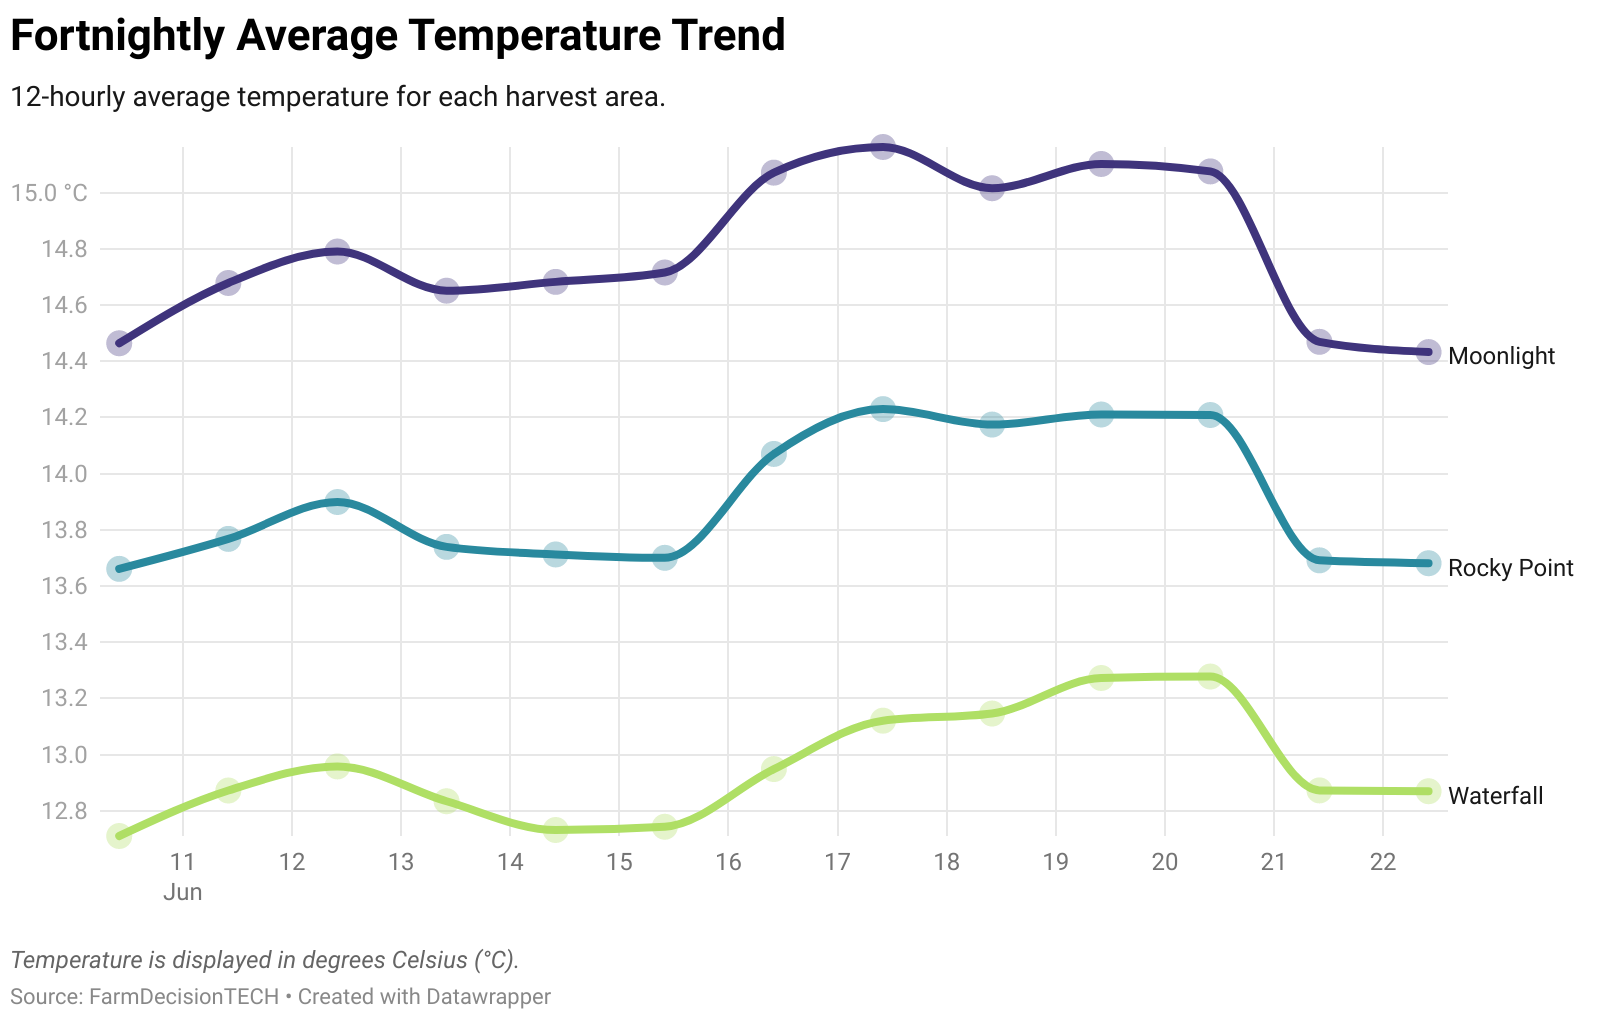 Fortnightly Average Temperature Trend
12-hourly average temperature for each harvest area.
15.0 °C
14.8
14.6
14.4
14.2
14.0
13.8
13.6
13.4
13.2
13.0
12.8
Moonlight
Rocky Point
Waterfall
11 12 13 14 15 16 17 18 19 20 21 22
Jun
Temperature is displayed in degrees Celsius (°C).
Source: FarmDecisionTECH • Created with Datawrapper